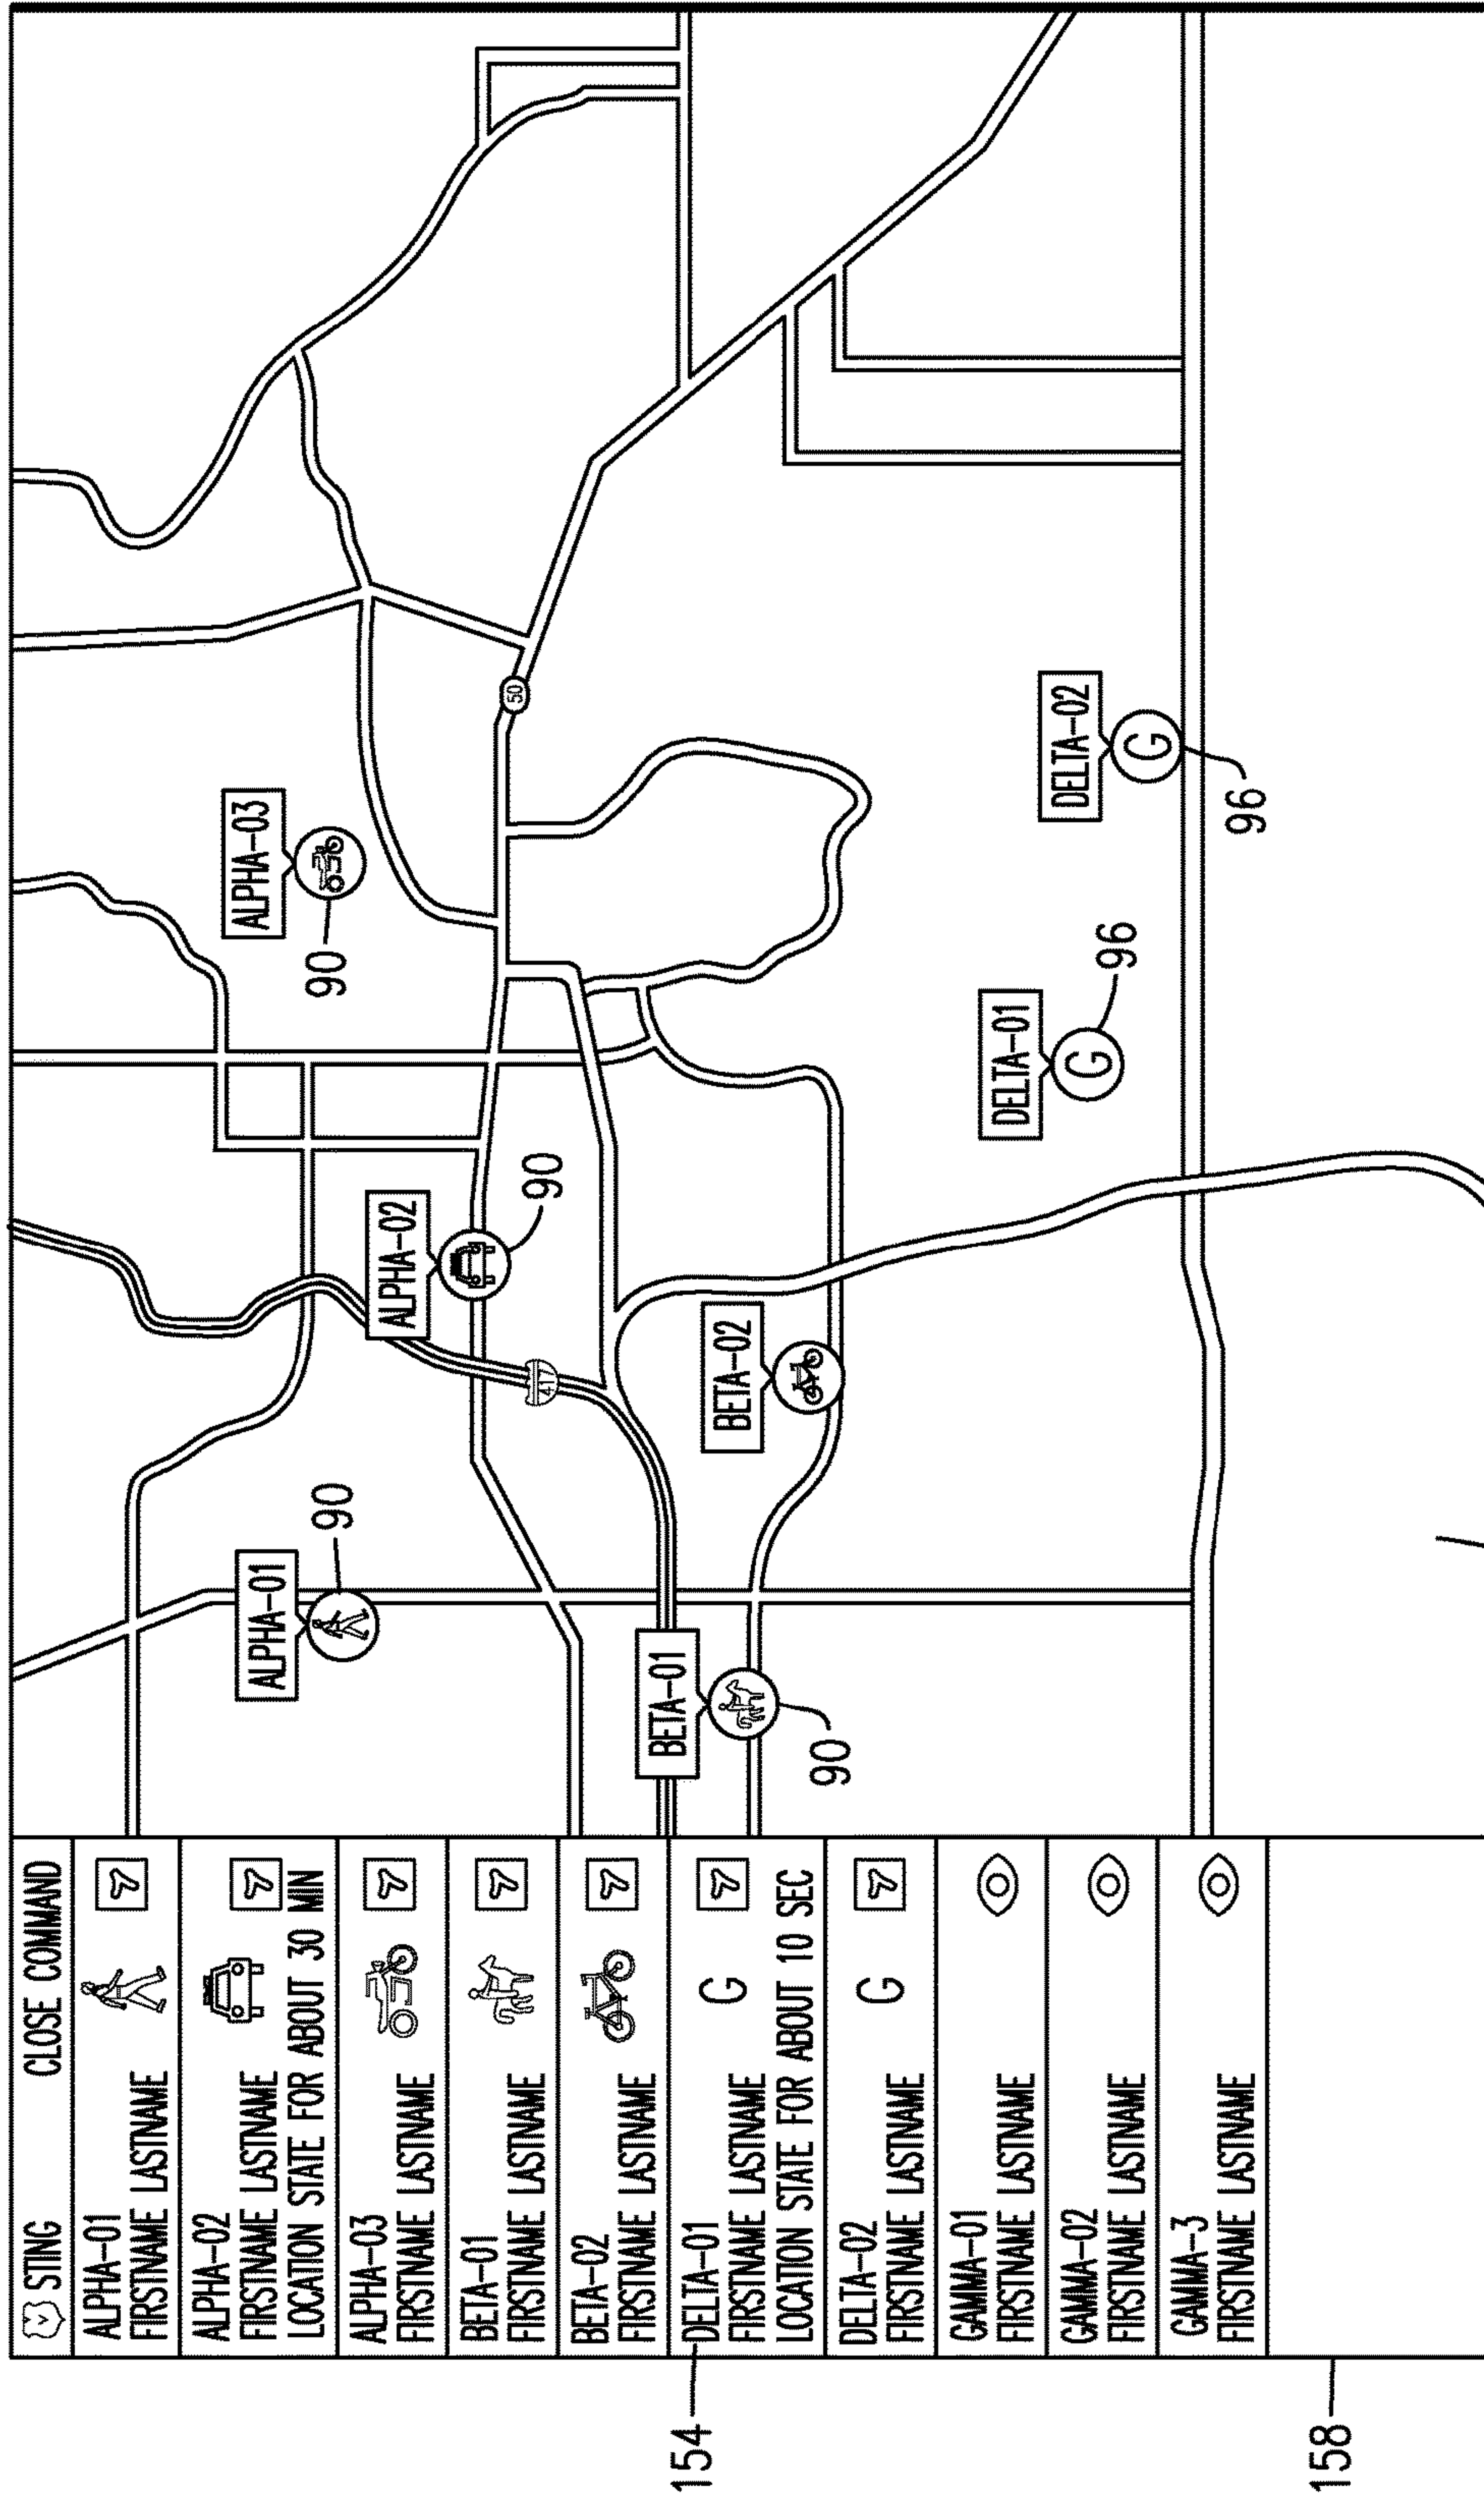 STING CLOSE COMMAND
ALPHA-01
FIRSTNAME LASTNAME
ALPHA-02
FIRSTNAME LASTNAME
LOCATION STATE FOR ABOUT 30 MIN
ALPHA-03
FIRSTNAME LASTNAME
BETA-01
FIRSTNAME LASTNAME
BETA-02
FIRSTNAME LASTNAME
154
DELTA-01
FIRSTNAME LASTNAME G
LOCATION STATE FOR ABOUT 10 SEC
DELTA-02
FIRSTNAME LASTNAME G
GAMMA-01
FIRSTNAME LASTNAME
GAMMA-02
FIRSTNAME LASTNAME
GAMMA-3
FIRSTNAME LASTNAME
158
ALPHA-01
90
ALPHA-02
90
ALPHA-03
90
50
417
BETA-01
90
BETA-02
DELTA-01
G
96
DELTA-02
G
96